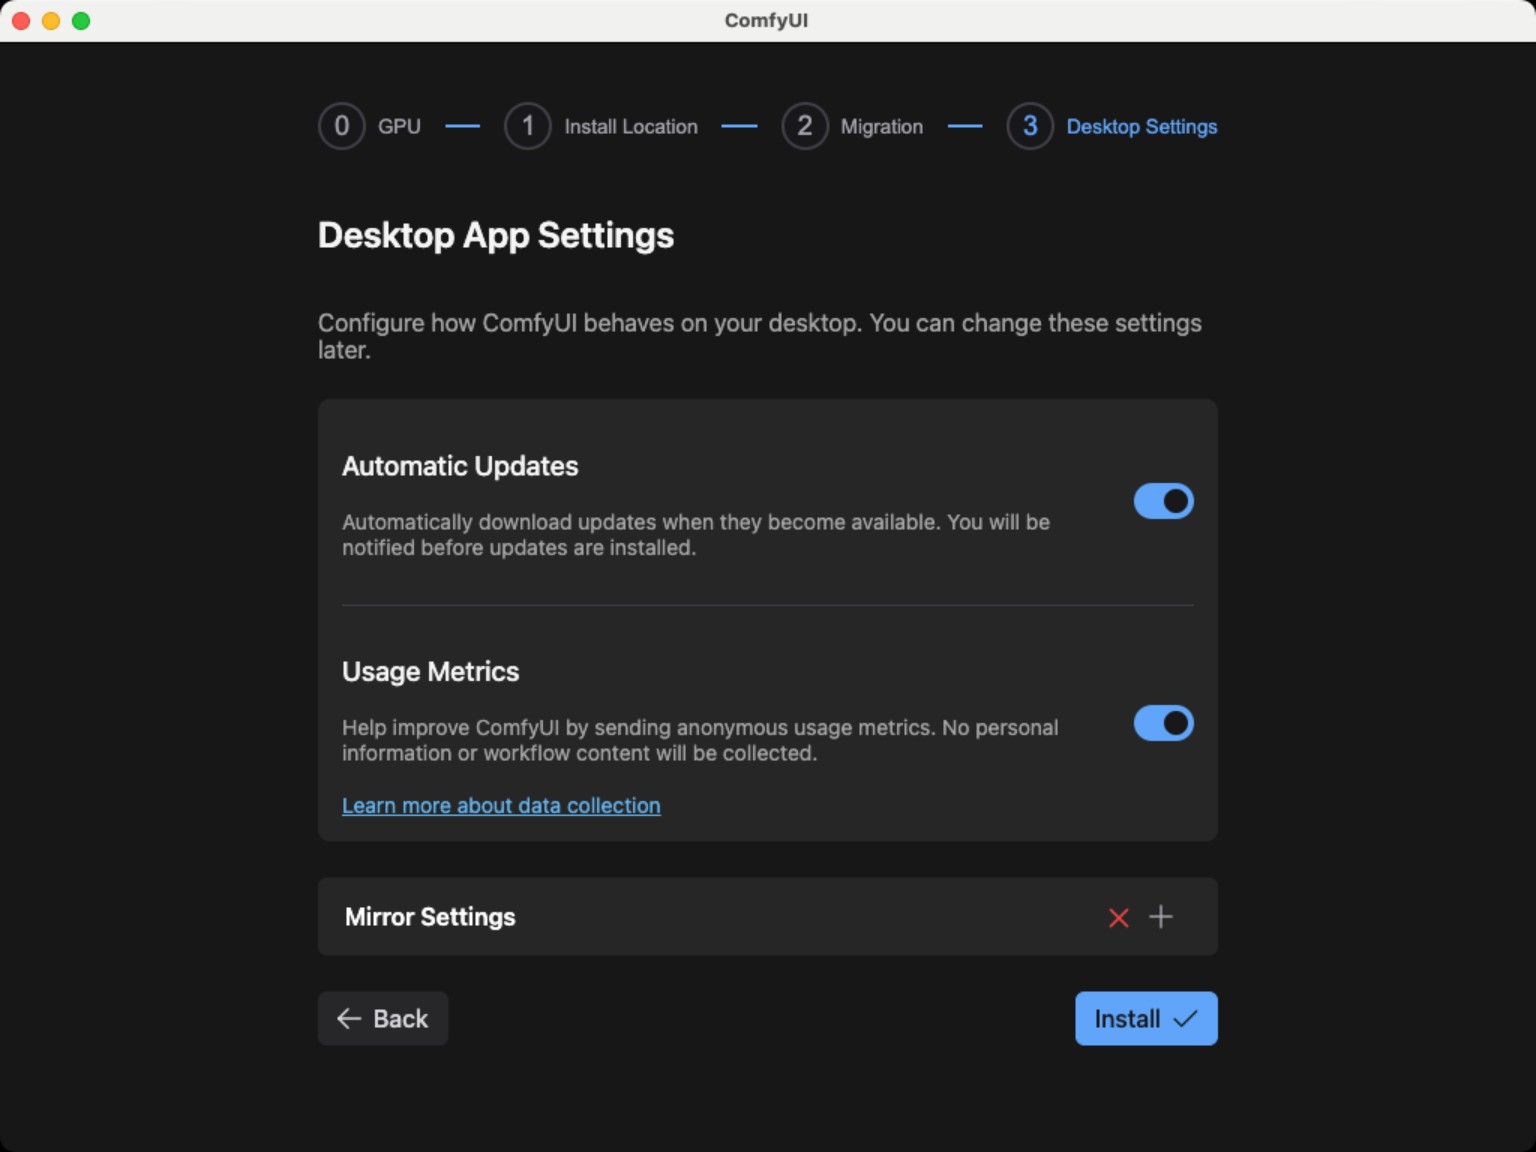 ComfyUI
0 GPU 1 Install Location 2 Migration 3 Desktop Settings
Desktop App Settings
Configure how ComfyUI behaves on your desktop. You can change these settings
later.
Automatic Updates
Automatically download updates when they become available. You will be
notified before updates are installed.
Usage Metrics
Help improve ComfyUI by sending anonymous usage metrics. No personal
information or workflow content will be collected.
Learn more about data collection
Mirror Settings
Back
Install